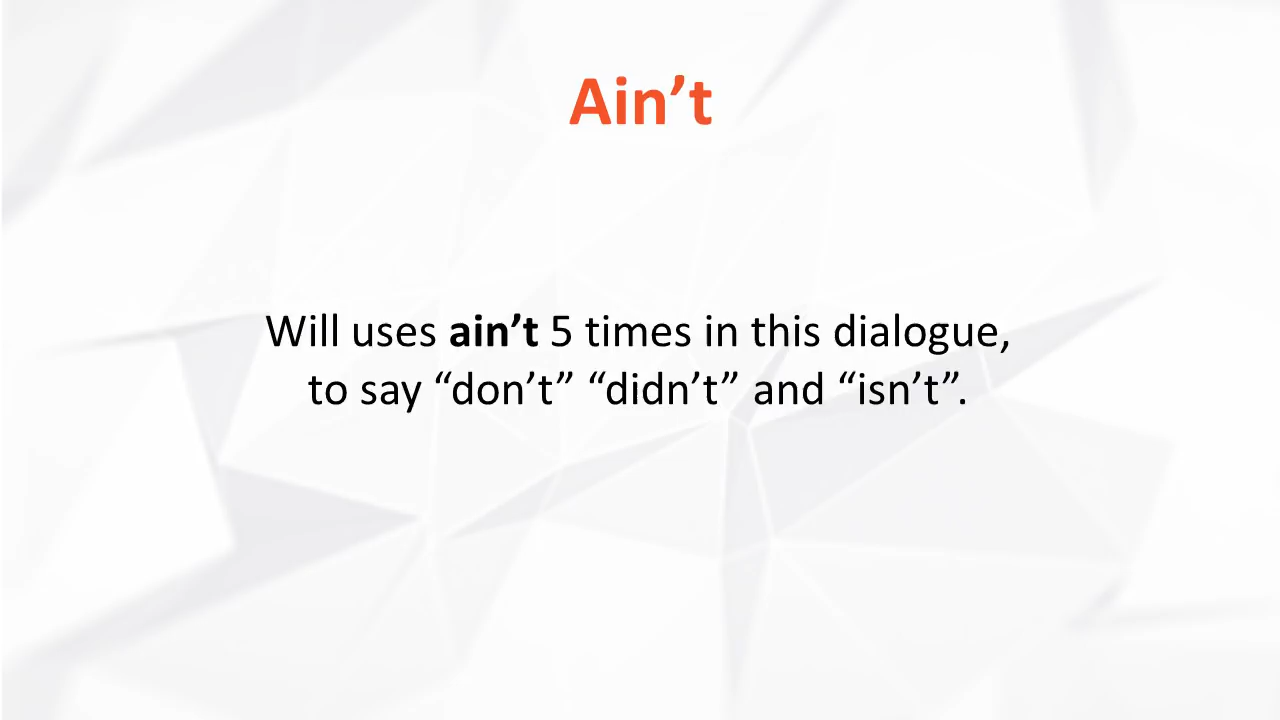 Ain’t
Will uses ain’t 5 times in this dialogue,
to say “don’t” “didn’t” and “isn’t”.